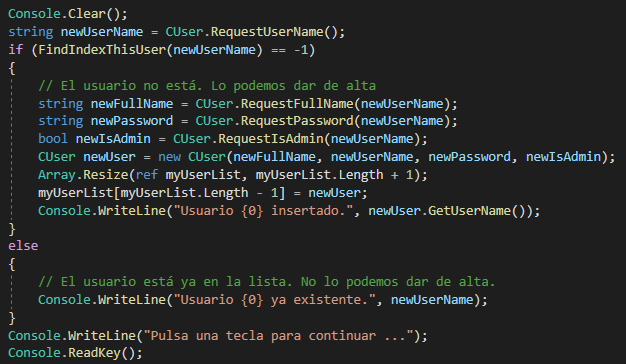 Console.Clear();
string newUserName = CUser.RequestUserName();
if (FindIndexThisUser(newUserName) == -1)
{
    // El usuario no está. Lo podemos dar de alta
    string newFullName = CUser.RequestFullName(newUserName);
    string newPassword = CUser.RequestPassword(newUserName);
    bool newIsAdmin = CUser.RequestIsAdmin(newUserName);
    CUser newUser = new CUser(newFullName, newUserName, newPassword, newIsAdmin);
    Array.Resize(ref myUserList, myUserList.Length + 1);
    myUserList[myUserList.Length - 1] = newUser;
    Console.WriteLine("Usuario {0} insertado.", newUser.GetUserName());
}
else
{
    // El usuario está ya en la lista. No lo podemos dar de alta.
    Console.WriteLine("Usuario {0} ya existente.", newUserName);
}
Console.WriteLine("Pulsa una tecla para continuar ...");
Console.ReadKey();